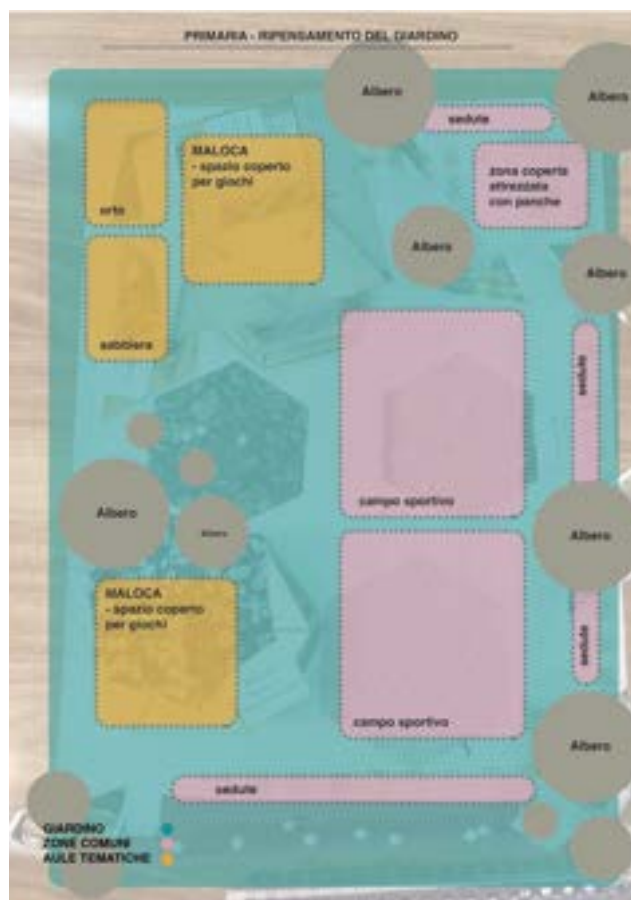 PRIMARIA - RIPENSAMENTO DEL GIARDINO
Albero
Albero
sedute
MALOCA
- spazio coperto
per giochi
zona coperta
attrezzata
con panche
orto
Albero
Albero
sabbiera
sedute
campo sportivo
Albero
Albero
Albero
MALOCA
- spazio coperto
per giochi
sedute
campo sportivo
Albero
sedute
GIARDINO
ZONE COMUNI
AULE TEMATICHE